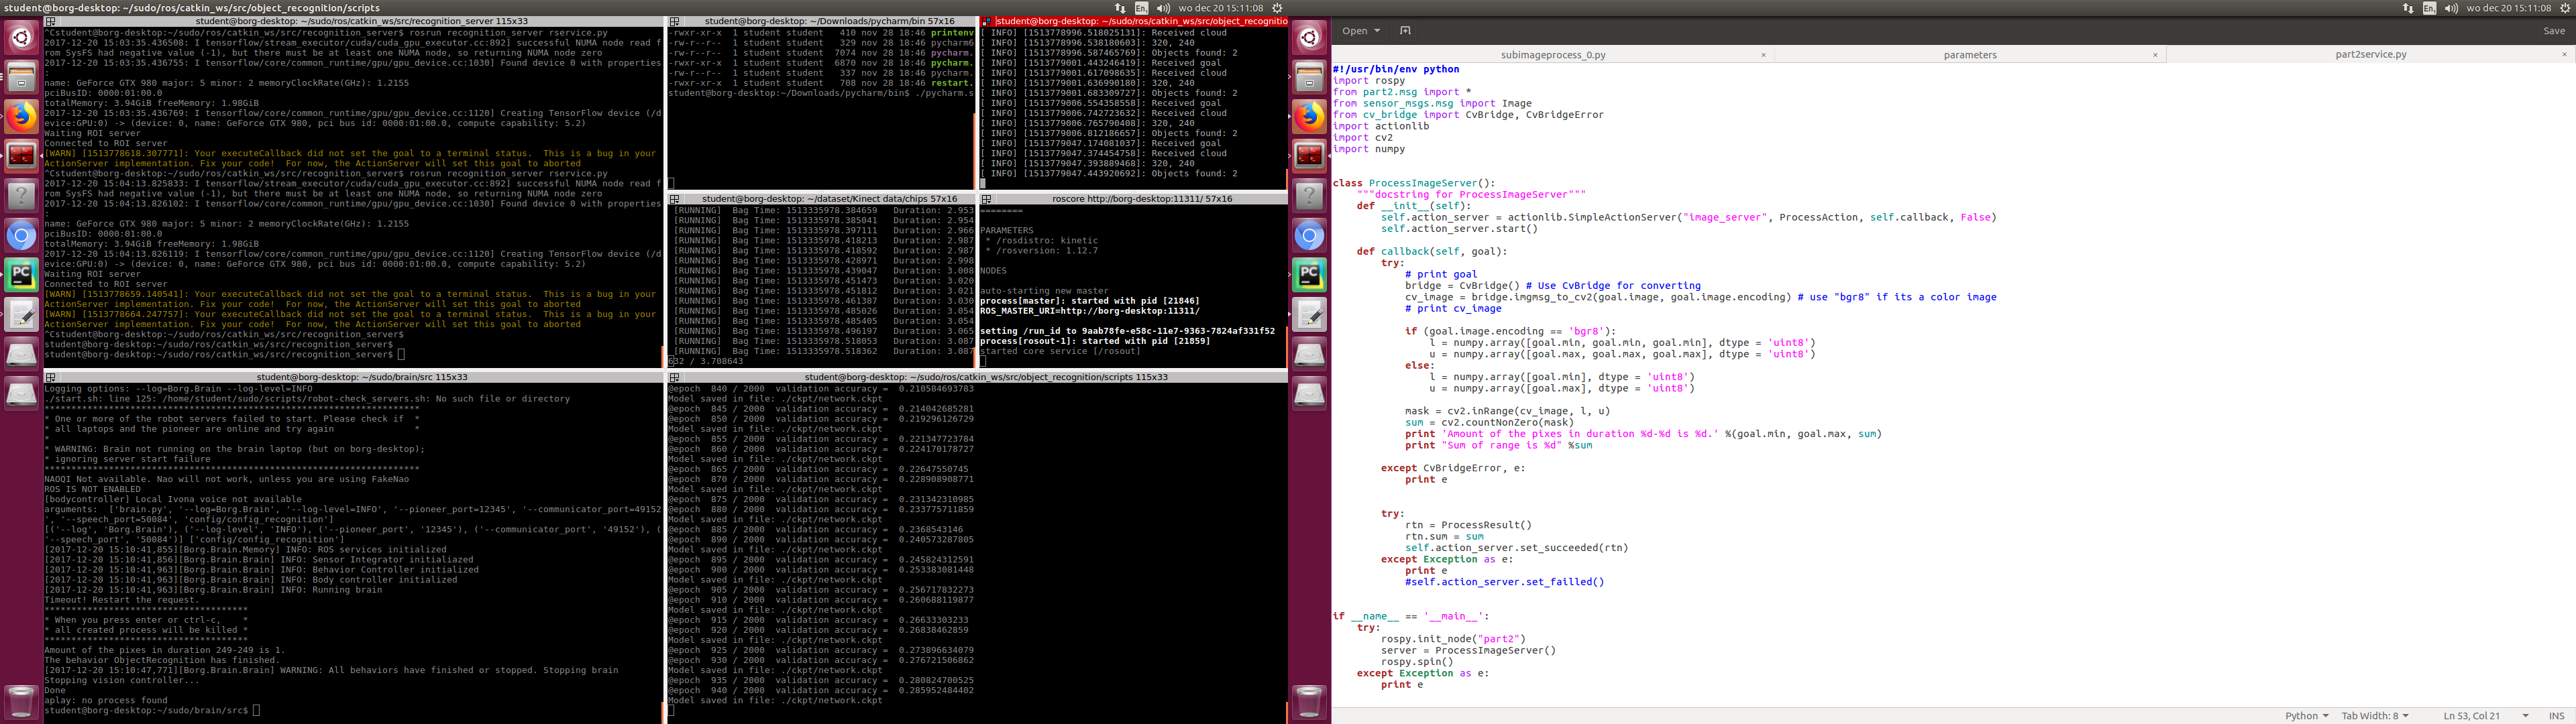 student@borg-desktop: ~/sudo/ros/catkin_ws/src/object_recognition/scripts
En
wo dec 20 15:11:08
student@borg-desktop: ~/sudo/ros/catkin_ws/src/recognition_server 115x33
^Cstudent@borg-desktop:~/sudo/ros/catkin_ws/src/recognition_server$ rosrun recognition_server rservice.py
2017-12-20 15:03:35.436508: I tensorflow/stream_executor/cuda/cuda_gpu_executor.cc:892] successful NUMA node read f
rom SysFS had negative value (-1), but there must be at least one NUMA node, so returning NUMA node zero
2017-12-20 15:03:35.436755: I tensorflow/core/common_runtime/gpu/gpu_device.cc:1030] Found device 0 with properties
:
name: GeForce GTX 980 major: 5 minor: 2 memoryClockRate(GHz): 1.2155
pciBusID: 0000:01:00.0
totalMemory: 3.94GiB freeMemory: 1.98GiB
2017-12-20 15:03:35.436769: I tensorflow/core/common_runtime/gpu/gpu_device.cc:1120] Creating TensorFlow device (/d
evice:GPU:0) -> (device: 0, name: GeForce GTX 980, pci bus id: 0000:01:00.0, compute capability: 5.2)
Waiting ROI server
Connected to ROI server
[WARN] [1513778618.307771]: Your executeCallback did not set the goal to a terminal status.  This is a bug in your
ActionServer implementation. Fix your code!  For now, the ActionServer will set this goal to aborted
^Cstudent@borg-desktop:~/sudo/ros/catkin_ws/src/recognition_server$ rosrun recognition_server rservice.py
2017-12-20 15:04:13.825833: I tensorflow/stream_executor/cuda/cuda_gpu_executor.cc:892] successful NUMA node read f
rom SysFS had negative value (-1), but there must be at least one NUMA node, so returning NUMA node zero
2017-12-20 15:04:13.826102: I tensorflow/core/common_runtime/gpu/gpu_device.cc:1030] Found device 0 with properties
:
name: GeForce GTX 980 major: 5 minor: 2 memoryClockRate(GHz): 1.2155
pciBusID: 0000:01:00.0
totalMemory: 3.94GiB freeMemory: 1.98GiB
2017-12-20 15:04:13.826119: I tensorflow/core/common_runtime/gpu/gpu_device.cc:1120] Creating TensorFlow device (/d
evice:GPU:0) -> (device: 0, name: GeForce GTX 980, pci bus id: 0000:01:00.0, compute capability: 5.2)
Waiting ROI server
Connected to ROI server
[WARN] [1513778659.140541]: Your executeCallback did not set the goal to a terminal status.  This is a bug in your
ActionServer implementation. Fix your code!  For now, the ActionServer will set this goal to aborted
[WARN] [1513778664.247757]: Your executeCallback did not set the goal to a terminal status.  This is a bug in your
ActionServer implementation. Fix your code!  For now, the ActionServer will set this goal to aborted
^Cstudent@borg-desktop:~/sudo/ros/catkin_ws/src/recognition_server$
student@borg-desktop:~/sudo/ros/catkin_ws/src/recognition_server$
student@borg-desktop:~/sudo/ros/catkin_ws/src/recognition_server$
student@borg-desktop: ~/Downloads/pycharm/bin 57x16
-rwxr-xr-x  1 student student   410 nov 28 18:46 printenv
-rw-r--r--  1 student student   329 nov 28 18:46 pycharm6
-rw-r--r--  1 student student  7074 nov 28 18:46 pycharm.
-rwxr-xr-x  1 student student  6870 nov 28 18:46 pycharm.
-rw-r--r--  1 student student   337 nov 28 18:46 pycharm.
-rwxr-xr-x  1 student student   708 nov 28 18:46 restart.
student@borg-desktop:~/Downloads/pycharm/bin$ ./pycharm.s
student@borg-desktop: ~/sudo/ros/catkin_ws/src/object_recognitio
[ INFO] [1513778996.518025131]: Received cloud
[ INFO] [1513778996.538180603]: 320, 240
[ INFO] [1513778996.587465769]: Objects found: 2
[ INFO] [1513779001.443246419]: Received goal
[ INFO] [1513779001.617098635]: Received cloud
[ INFO] [1513779001.636990180]: 320, 240
[ INFO] [1513779001.683309727]: Objects found: 2
[ INFO] [1513779006.554358558]: Received goal
[ INFO] [1513779006.742723632]: Received cloud
[ INFO] [1513779006.765790408]: 320, 240
[ INFO] [1513779006.812186657]: Objects found: 2
[ INFO] [1513779047.174081037]: Received goal
[ INFO] [1513779047.374454758]: Received cloud
[ INFO] [1513779047.393889468]: 320, 240
[ INFO] [1513779047.443920692]: Objects found: 2
student@borg-desktop: ~/dataset/Kinect data/chips 57x16
[RUNNING]  Bag Time: 1513335978.384659   Duration: 2.953
[RUNNING]  Bag Time: 1513335978.385041   Duration: 2.954
[RUNNING]  Bag Time: 1513335978.397111   Duration: 2.966
[RUNNING]  Bag Time: 1513335978.418213   Duration: 2.987
[RUNNING]  Bag Time: 1513335978.418592   Duration: 2.987
[RUNNING]  Bag Time: 1513335978.428971   Duration: 2.998
[RUNNING]  Bag Time: 1513335978.439047   Duration: 3.008
[RUNNING]  Bag Time: 1513335978.451473   Duration: 3.020
[RUNNING]  Bag Time: 1513335978.451812   Duration: 3.021
[RUNNING]  Bag Time: 1513335978.461387   Duration: 3.030
[RUNNING]  Bag Time: 1513335978.485026   Duration: 3.054
[RUNNING]  Bag Time: 1513335978.485405   Duration: 3.054
[RUNNING]  Bag Time: 1513335978.496197   Duration: 3.065
[RUNNING]  Bag Time: 1513335978.518053   Duration: 3.087
[RUNNING]  Bag Time: 1513335978.518362   Duration: 3.087
632 / 3.708643
roscore http://borg-desktop:11311/ 57x16
========
PARAMETERS
* /rosdistro: kinetic
* /rosversion: 1.12.7
NODES
auto-starting new master
process[master]: started with pid [21846]
ROS_MASTER_URI=http://borg-desktop:11311/
setting /run_id to 9aab78fe-e58c-11e7-9363-7824af331f52
process[rosout-1]: started with pid [21859]
started core service [/rosout]
student@borg-desktop: ~/sudo/brain/src 115x33
Logging options: --log=Borg.Brain --log-level=INFO
./start.sh: line 125: /home/student/sudo/scripts/robot-check_servers.sh: No such file or directory
**********************************************************************
* One or more of the robot servers failed to start. Please check if  *
* all laptops and the pioneer are online and try again               *
*
* WARNING: Brain not running on the brain laptop (but on borg-desktop);
* ignoring server start failure
**********************************************************************
NAOQI Not available. Nao will not work, unless you are using FakeNao
ROS IS NOT ENABLED
[bodycontroller] Local Ivona voice not available
arguments:  ['brain.py', '--log=Borg.Brain', '--log-level=INFO', '--pioneer_port=12345', '--communicator_port=49152
', '--speech_port=50084', 'config/config_recognition']
[('--log', 'Borg.Brain'), ('--log-level', 'INFO'), ('--pioneer_port', '12345'), ('--communicator_port', '49152'), (
'--speech_port', '50084')] ['config/config_recognition']
[2017-12-20 15:10:41,855][Borg.Brain.Memory] INFO: ROS services initialized
[2017-12-20 15:10:41,856][Borg.Brain.Brain] INFO: Sensor Integrator initiaized
[2017-12-20 15:10:41,963][Borg.Brain.Brain] INFO: Behavior Controller initialized
[2017-12-20 15:10:41,963][Borg.Brain.Brain] INFO: Body controller initialized
[2017-12-20 15:10:41,963][Borg.Brain.Brain] INFO: Running brain
Timeout! Restart the request.
**************************************
* When you press enter or ctrl-c,    *
* all created process will be killed *
**************************************
Amount of the pixes in duration 249-249 is 1.
The behavior ObjectRecognition has finished.
[2017-12-20 15:10:47,771][Borg.Brain.Brain] WARNING: All behaviors have finished or stopped. Stopping brain
Stopping vision controller...
Done
aplay: no process found
student@borg-desktop:~/sudo/brain/src$
student@borg-desktop: ~/sudo/ros/catkin_ws/src/object_recognition/scripts 115x33
@epoch  840 / 2000  validation accuracy =  0.210584693783
Model saved in file: ./ckpt/network.ckpt
@epoch  845 / 2000  validation accuracy =  0.214042685281
@epoch  850 / 2000  validation accuracy =  0.219296126729
Model saved in file: ./ckpt/network.ckpt
@epoch  855 / 2000  validation accuracy =  0.221347723784
@epoch  860 / 2000  validation accuracy =  0.224170178727
Model saved in file: ./ckpt/network.ckpt
@epoch  865 / 2000  validation accuracy =  0.22647550745
@epoch  870 / 2000  validation accuracy =  0.228908908771
Model saved in file: ./ckpt/network.ckpt
@epoch  875 / 2000  validation accuracy =  0.231342310985
@epoch  880 / 2000  validation accuracy =  0.233775711859
Model saved in file: ./ckpt/network.ckpt
@epoch  885 / 2000  validation accuracy =  0.2368543146
@epoch  890 / 2000  validation accuracy =  0.240573287805
Model saved in file: ./ckpt/network.ckpt
@epoch  895 / 2000  validation accuracy =  0.245824312591
@epoch  900 / 2000  validation accuracy =  0.253383081448
Model saved in file: ./ckpt/network.ckpt
@epoch  905 / 2000  validation accuracy =  0.256717832273
@epoch  910 / 2000  validation accuracy =  0.260688119877
Model saved in file: ./ckpt/network.ckpt
@epoch  915 / 2000  validation accuracy =  0.26633303233
@epoch  920 / 2000  validation accuracy =  0.26838462859
Model saved in file: ./ckpt/network.ckpt
@epoch  925 / 2000  validation accuracy =  0.273896634079
@epoch  930 / 2000  validation accuracy =  0.276721506862
Model saved in file: ./ckpt/network.ckpt
@epoch  935 / 2000  validation accuracy =  0.280824700525
@epoch  940 / 2000  validation accuracy =  0.285952484402
Model saved in file: ./ckpt/network.ckpt
PC
En
wo dec 20 15:11:08
PC
Open
Save
subimageprocess_0.py
parameters
part2service.py
#!/usr/bin/env python
import rospy
from part2.msg import *
from sensor_msgs.msg import Image
from cv_bridge import CvBridge, CvBridgeError
import actionlib
import cv2
import numpy
class ProcessImageServer():
    """docstring for ProcessImageServer"""
    def __init__(self):
        self.action_server = actionlib.SimpleActionServer("image_server", ProcessAction, self.callback, False)
        self.action_server.start()
    def callback(self, goal):
        try:
            # print goal
            bridge = CvBridge() # Use CvBridge for converting
            cv_image = bridge.imgmsg_to_cv2(goal.image, goal.image.encoding) # use "bgr8" if its a color image
            # print cv_image
            if (goal.image.encoding == 'bgr8'):
                l = numpy.array([goal.min, goal.min, goal.min], dtype = 'uint8')
                u = numpy.array([goal.max, goal.max, goal.max], dtype = 'uint8')
            else:
                l = numpy.array([goal.min], dtype = 'uint8')
                u = numpy.array([goal.max], dtype = 'uint8')
            mask = cv2.inRange(cv_image, l, u)
            sum = cv2.countNonZero(mask)
            print 'Amount of the pixes in duration %d-%d is %d.' %(goal.min, goal.max, sum)
            print "Sum of range is %d" %sum
        except CvBridgeError, e:
            print e
        try:
            rtn = ProcessResult()
            rtn.sum = sum
            self.action_server.set_succeeded(rtn)
        except Exception as e:
            print e
            #self.action_server.set_failled()
if __name__ == '__main__':
    try:
        rospy.init_node("part2")
        server = ProcessImageServer()
        rospy.spin()
    except Exception as e:
        print e
Python
Tab Width: 8
Ln 53, Col 21
INS